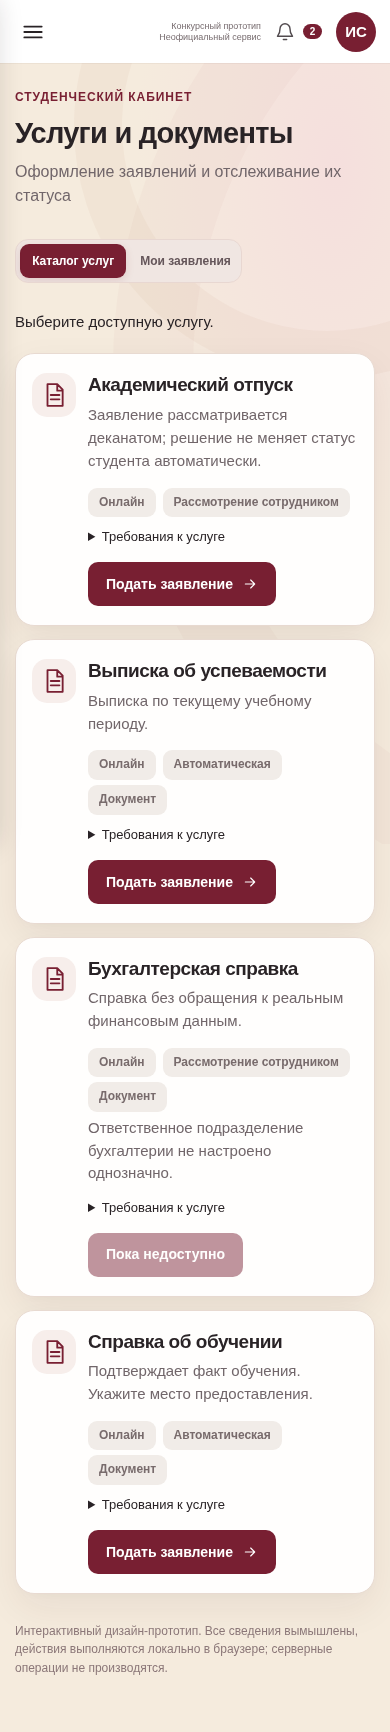 Конкурсный прототип
Неофициальный сервис
2
ИС
СТУДЕНЧЕСКИЙ КАБИНЕТ
Услуги и документы
Оформление заявлений и отслеживание их
статуса
Каталог услуг
Мои заявления
Выберите доступную услугу.
Академический отпуск
Заявление рассматривается
деканатом; решение не меняет статус
студента автоматически.
Онлайн
Рассмотрение сотрудником
Требования к услуге
Подать заявление
Выписка об успеваемости
Выписка по текущему учебному
периоду.
Онлайн
Автоматическая
Документ
Требования к услуге
Подать заявление
Бухгалтерская справка
Справка без обращения к реальным
финансовым данным.
Онлайн
Рассмотрение сотрудником
Документ
Ответственное подразделение
бухгалтерии не настроено
однозначно.
Требования к услуге
Пока недоступно
Справка об обучении
Подтверждает факт обучения.
Укажите место предоставления.
Онлайн
Автоматическая
Документ
Требования к услуге
Подать заявление
Интерактивный дизайн-прототип. Все сведения вымышлены,
действия выполняются локально в браузере; серверные
операции не производятся.